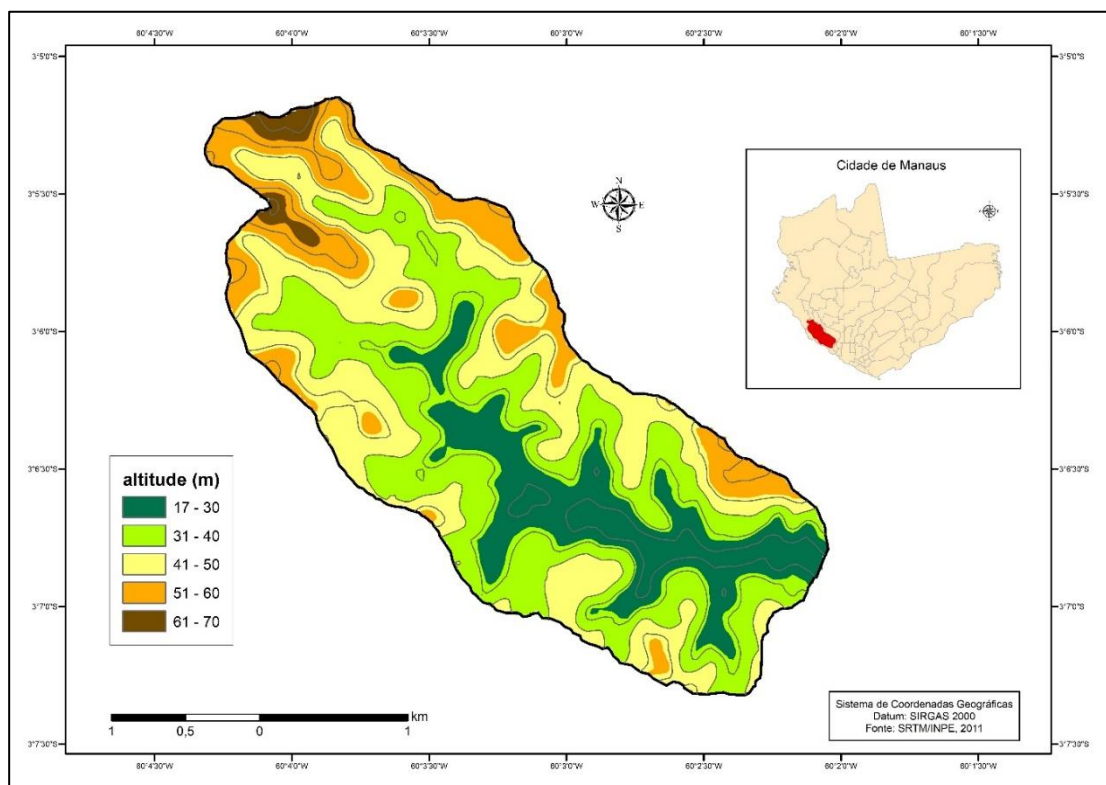 60°4'30"W 60°4'0"W 60°3'30"W 60°3'0"W 60°2'30"W 60°2'0"W 60°1'30"W
3°5'0"S 3°5'0"S
Cidade de Manaus
N
W E
S
3°5'30"S 3°5'30"S
3°6'0"S 3°6'0"S
3°6'30"S 3°6'30"S
altitude (m)
17 - 30
31 - 40
41 - 50
51 - 60
61 - 70
3°7'0"S 3°7'0"S
km
1 0,5 0 1
Sistema de Coordenadas Geográficas
Datum: SIRGAS 2000
Fonte: SRTM/INPE, 2011
3°7'30"S 3°7'30"S
60°4'30"W 60°4'0"W 60°3'30"W 60°3'0"W 60°2'30"W 60°2'0"W 60°1'30"W